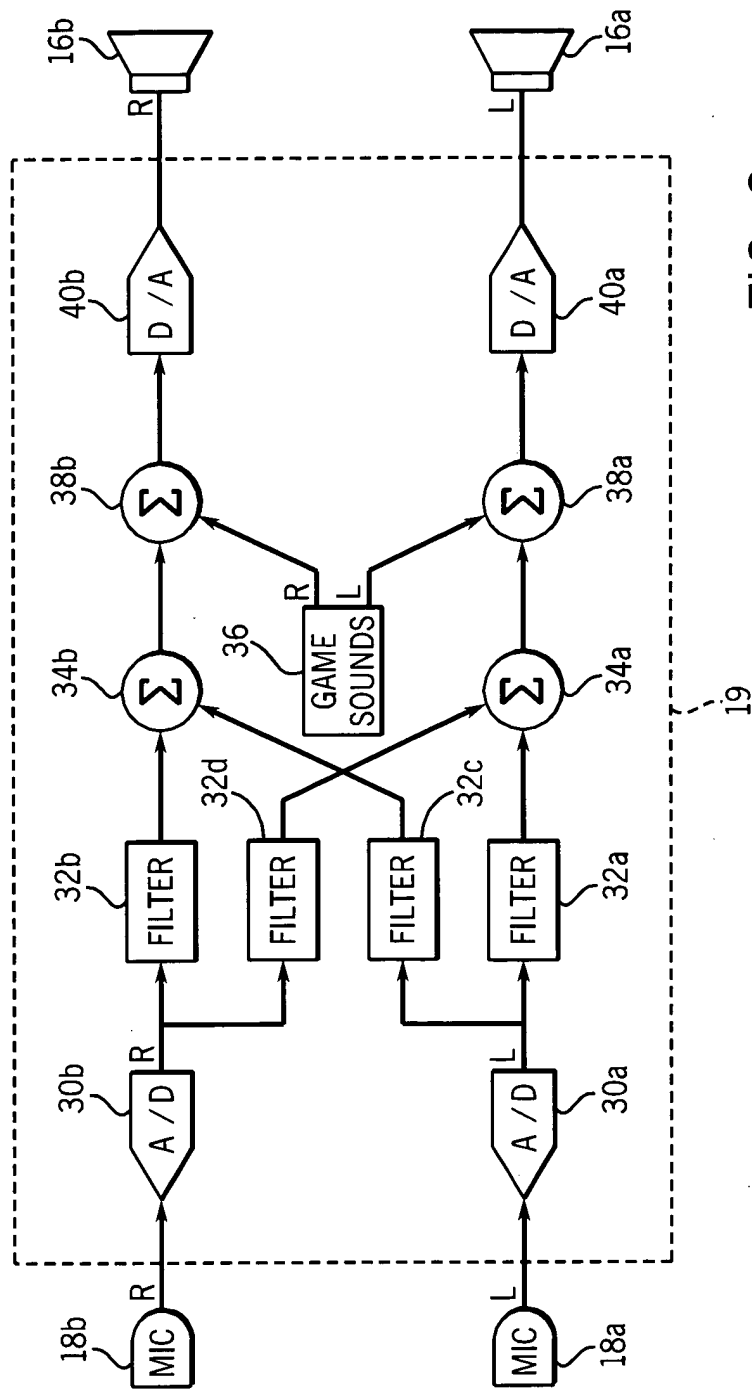 18b
MIC
R
30b
A/D
R
32b
FILTER
34b
Σ
38b
Σ
40b
D/A
R
16b
32d
FILTER
36
GAME
SOUNDS
R
L
FILTER
32c
18a
MIC
L
30a
A/D
L
FILTER
32a
Σ
34a
Σ
38a
D/A
40a
L
16a
19
FIG